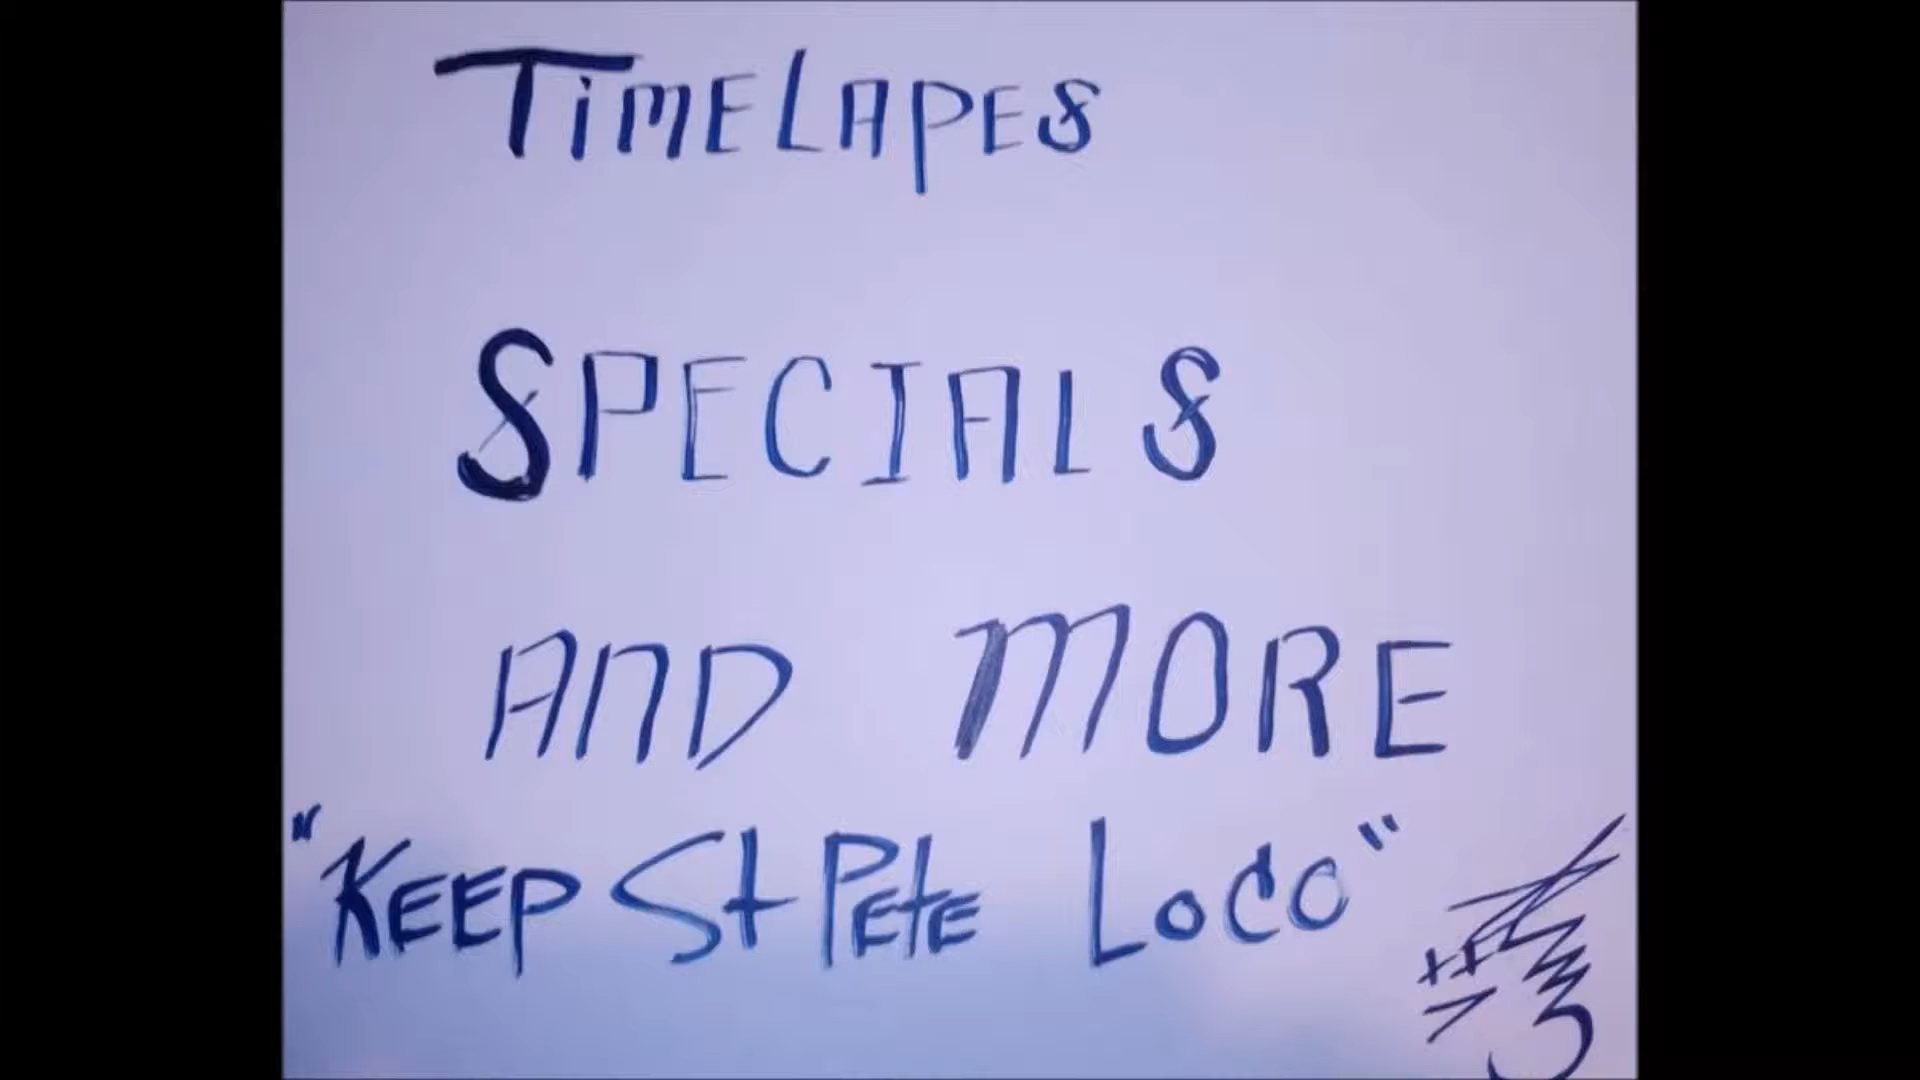 TimELAPES
SPECIALS
AND MORE
"KEEP St PEtE LoCo"